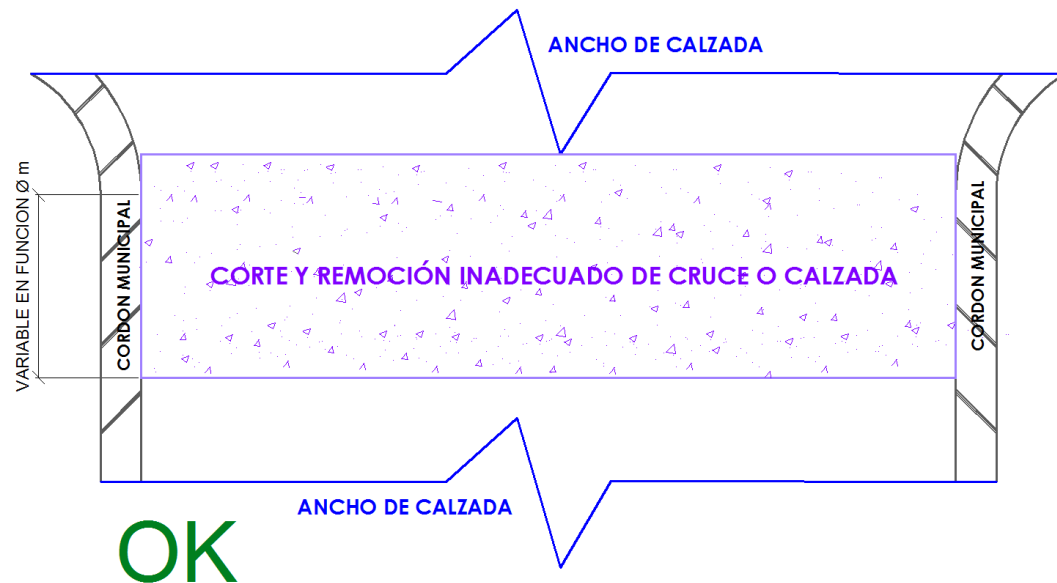 ANCHO DE CALZADA
VARIABLE EN FUNCION Ø m
CORDON MUNICIPAL
CORTE Y REMOCIÓN INADECUADO DE CRUCE O CALZADA
CORDON MUNICIPAL
ANCHO DE CALZADA
OK